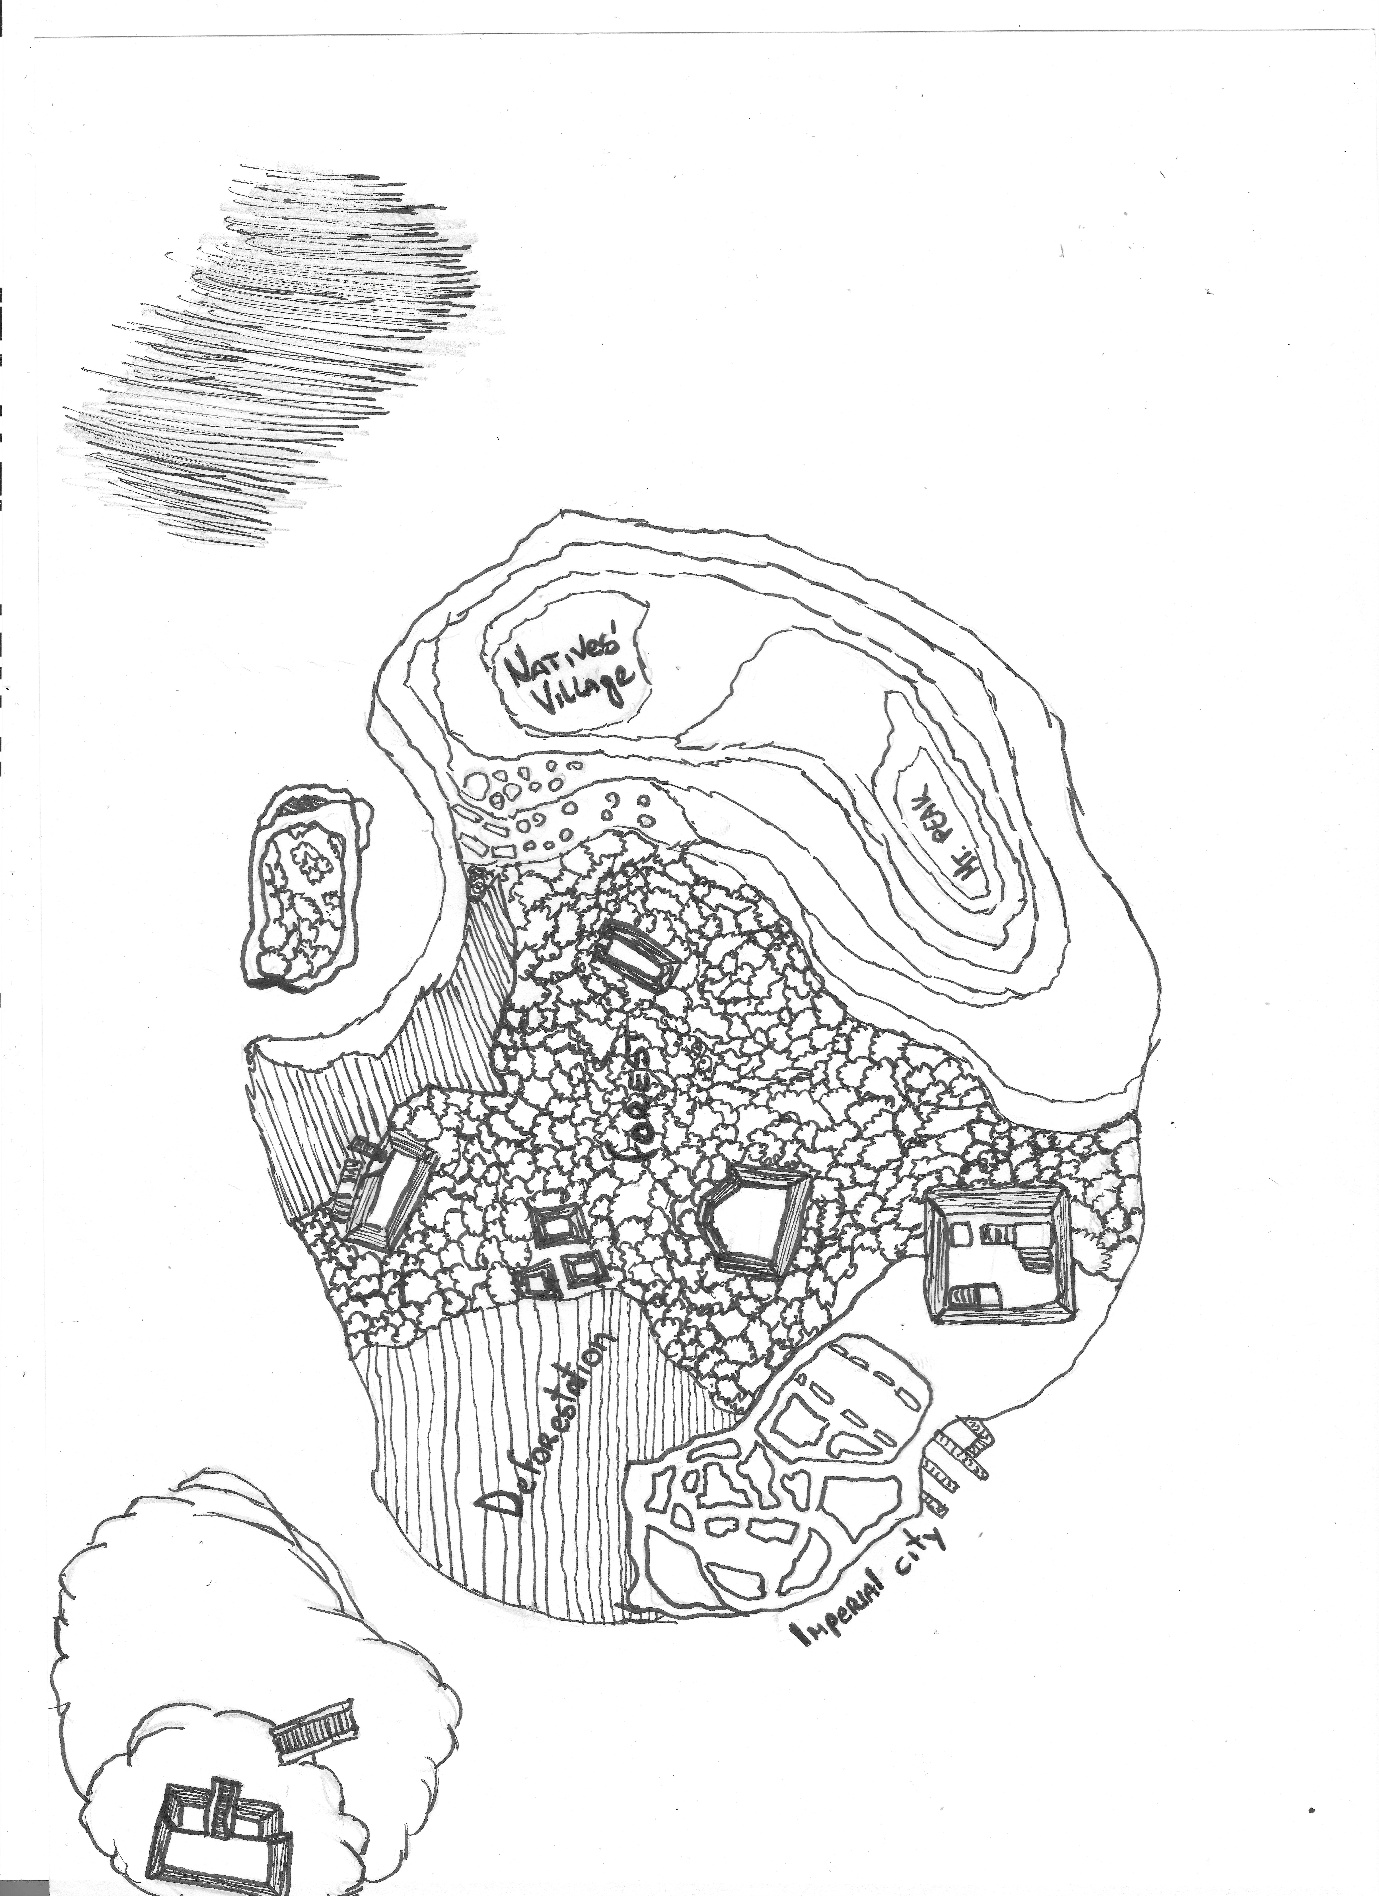 Natives'
Village
Mt. Peak
Forest
Deforestation
Imperial City